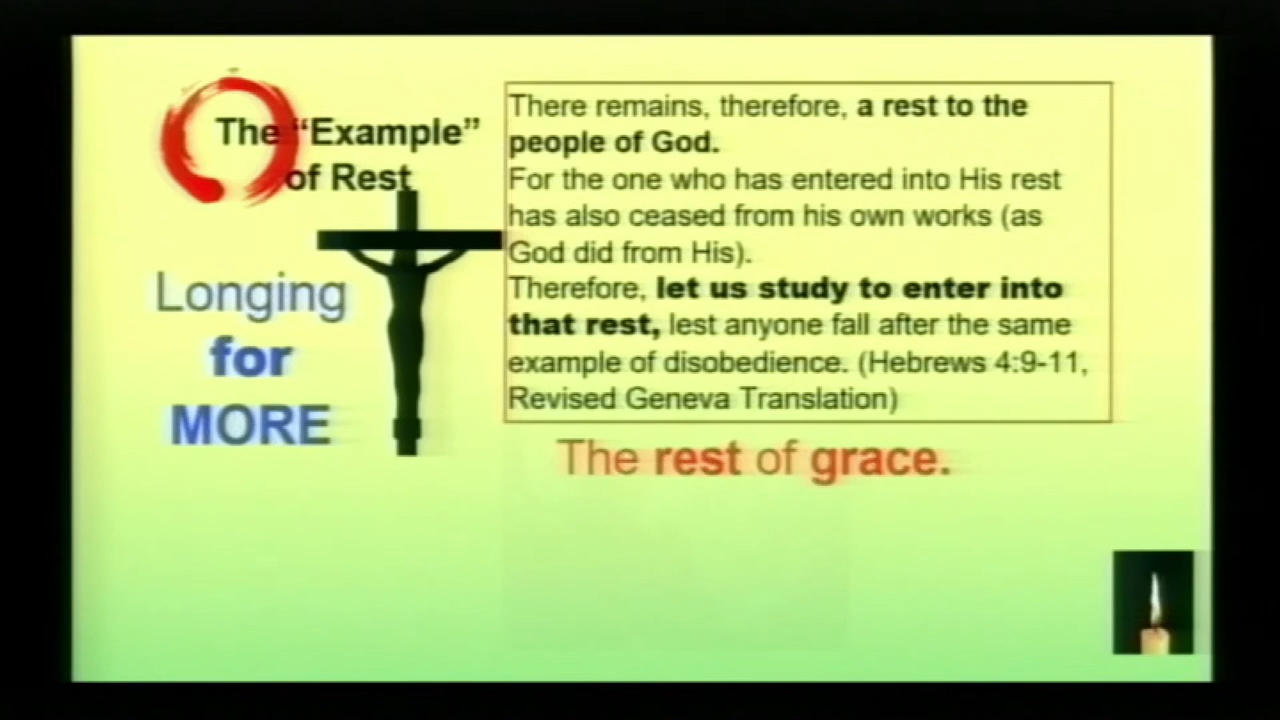 The "Example"
of Rest
Longing
for
MORE
There remains, therefore, a rest to the
people of God.
For the one who has entered into His rest
has also ceased from his own works (as
God did from His).
Therefore, let us study to enter into
that rest, lest anyone fall after the same
example of disobedience. (Hebrews 4:9-11,
Revised Geneva Translation)
The rest of grace.